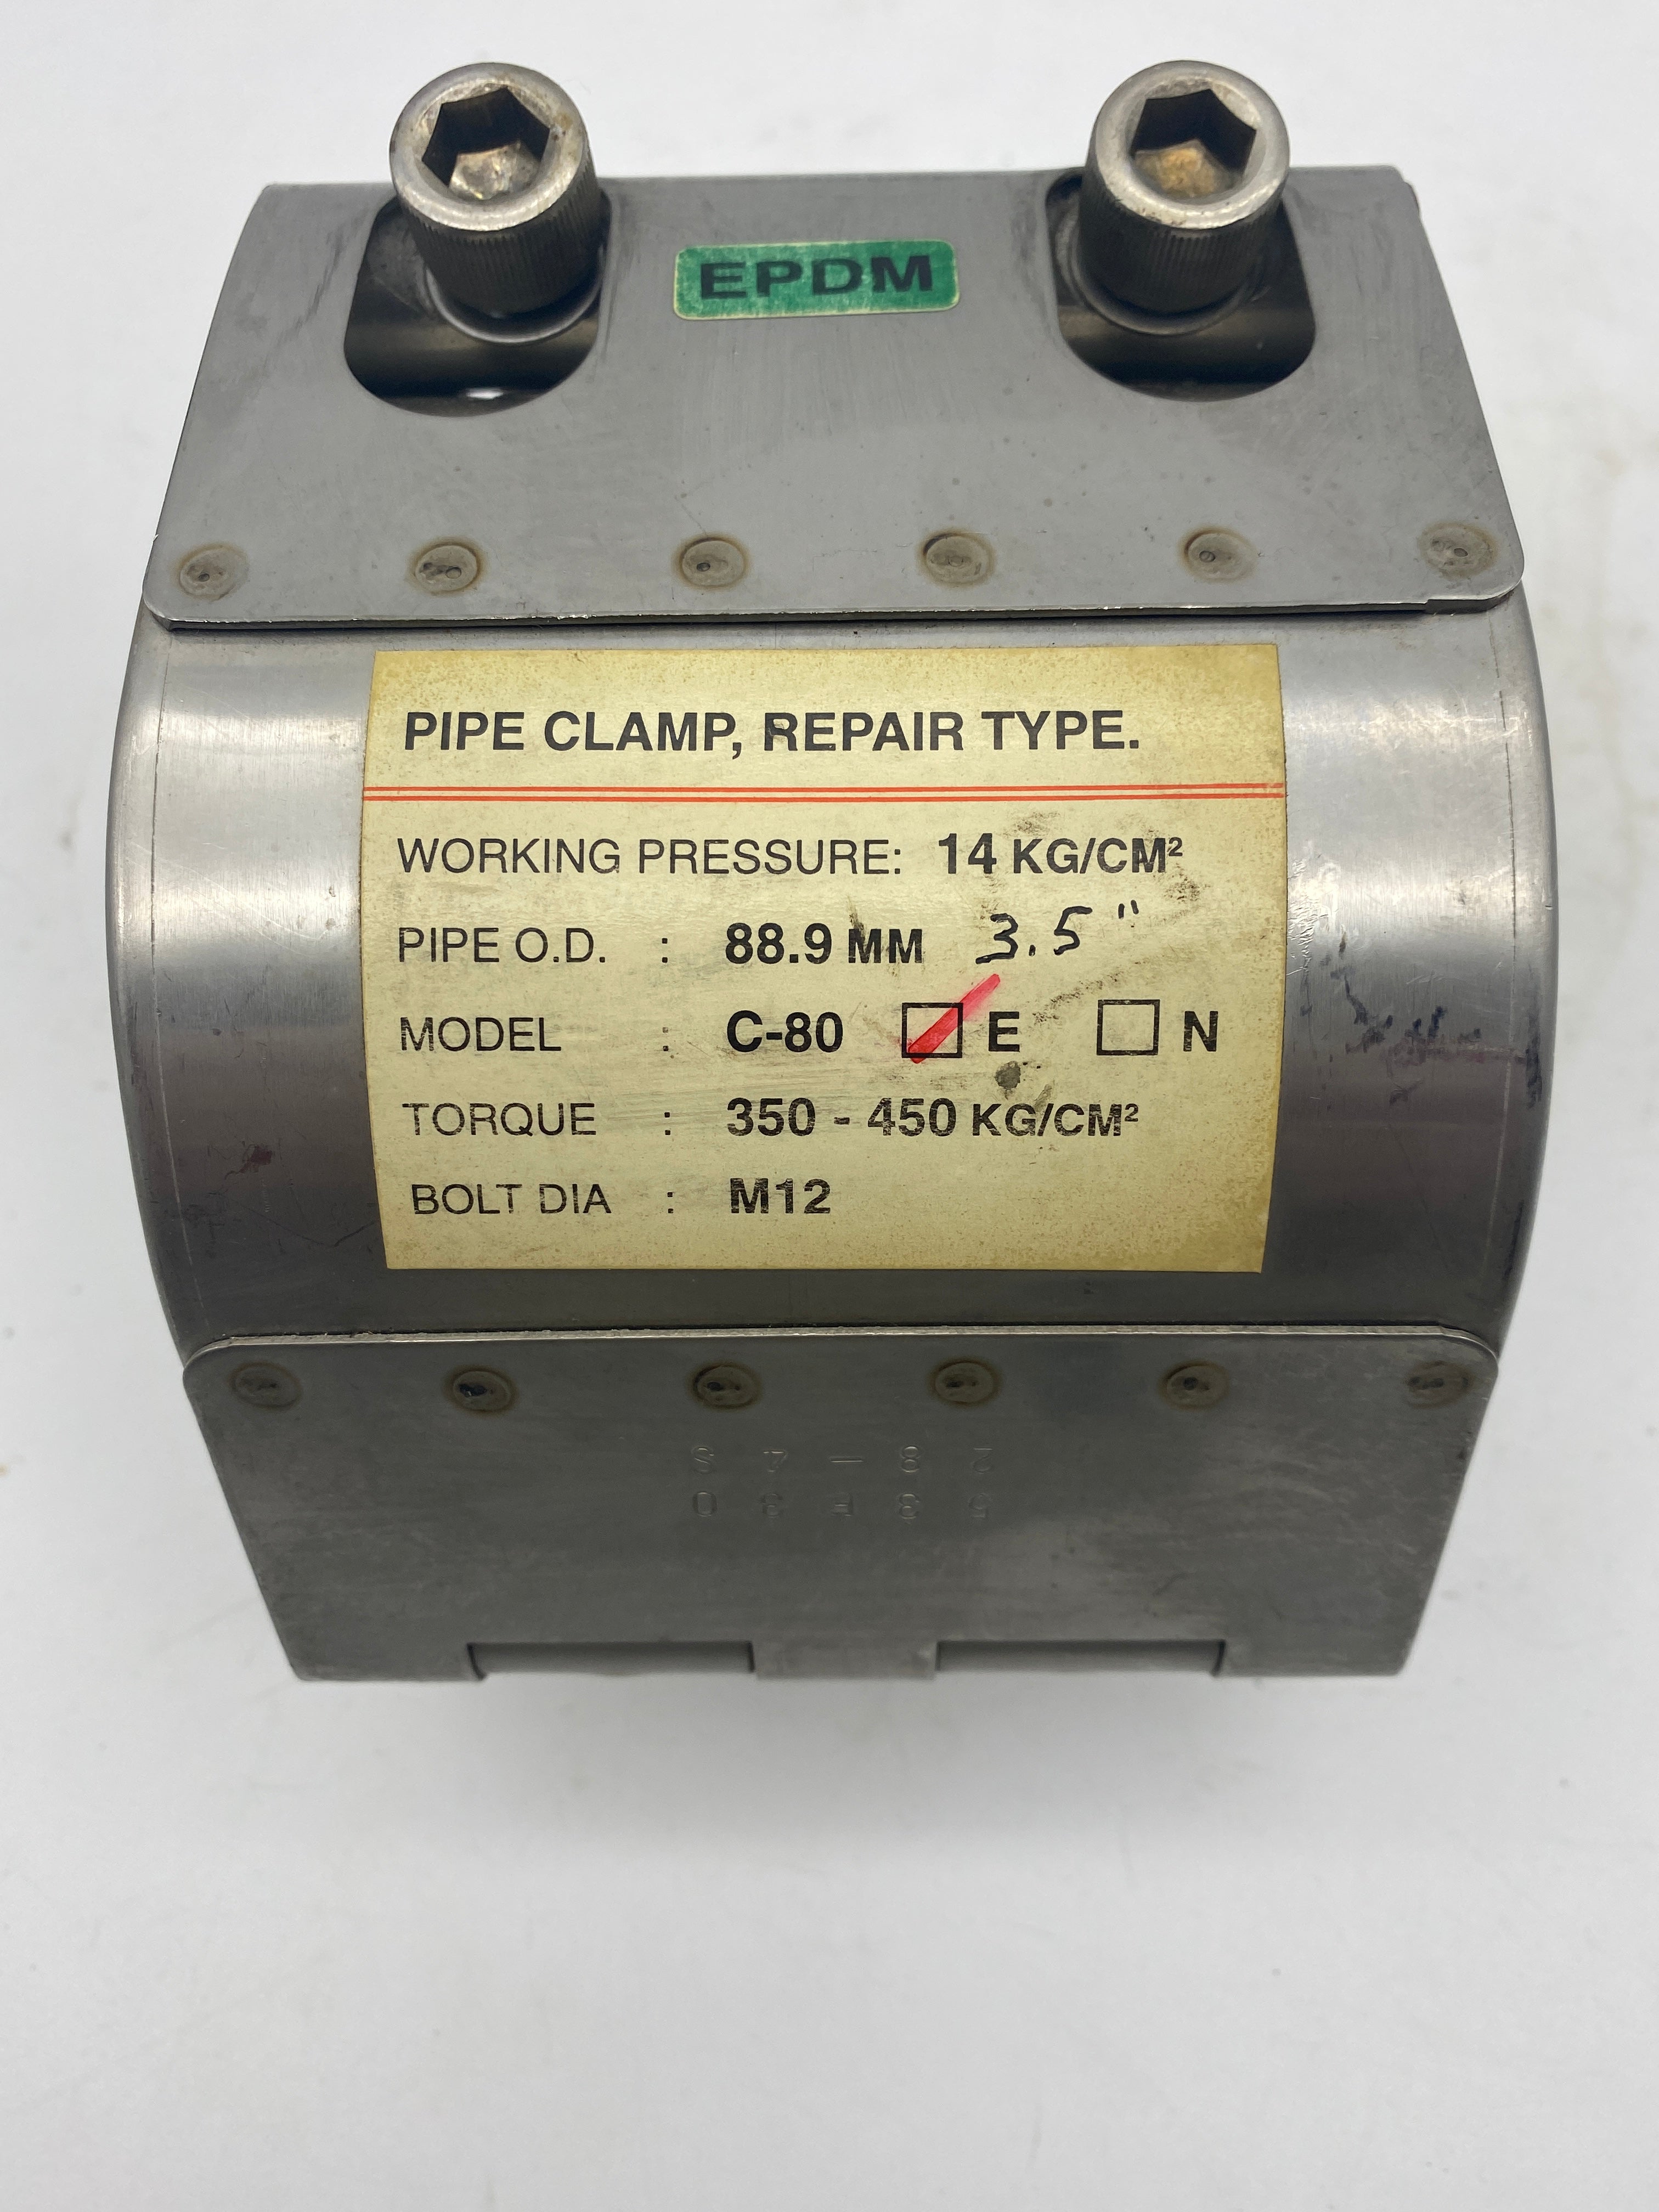 EPDM
PIPE CLAMP, REPAIR TYPE.
WORKING PRESSURE: 14 KG/CM²
PIPE O.D. : 88.9 MM 3.5"
MODEL : C-80 E N
TORQUE : 350 - 450 KG/CM²
BOLT DIA : M12